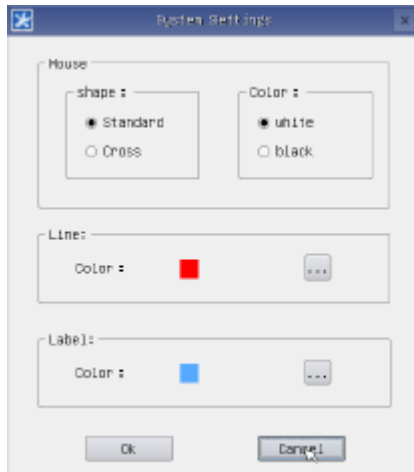 System Settings
Mouse
shape : Color :
Standard white
Cross black
Line:
Color : ...
Label:
Color : ...
Ok Cancel